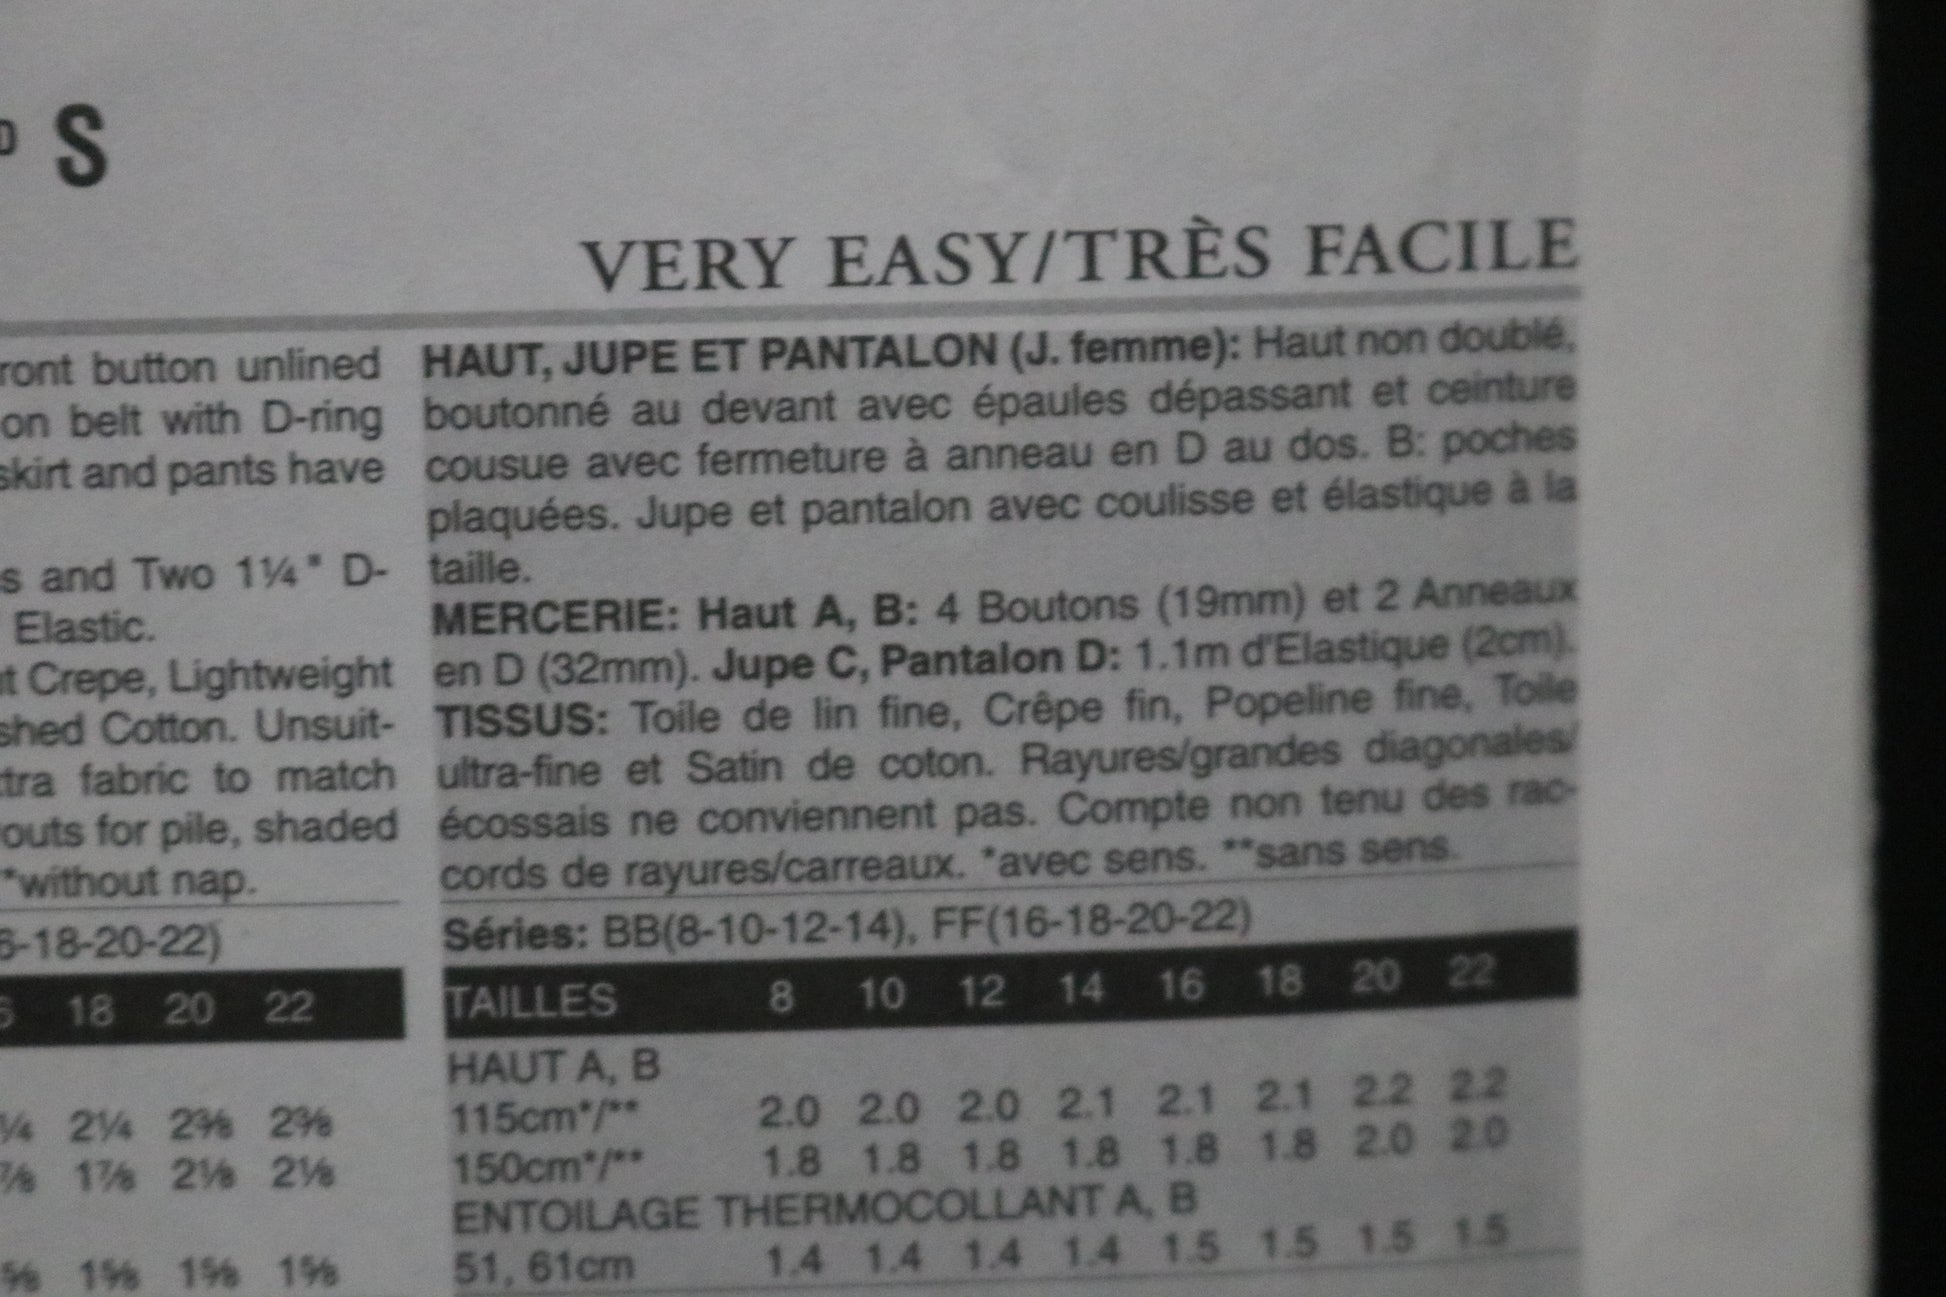 S
VERY EASY/TRÈS FACILE
ront button unlined
on belt with D-ring
skirt and pants have
s and Two 1¼" D-
Elastic.
t Crepe, Lightweight
shed Cotton. Unsuit-
tra fabric to match
outs for pile, shaded
*without nap.
6-18-20-22)
6 18 20 22
¼ 2¼ 2⅜ 2⅜
⅞ 1⅞ 2⅛ 2⅛
⅝ 1⅝ 1⅝ 1⅝
HAUT, JUPE ET PANTALON (J. femme): Haut non doublé,
boutonné au devant avec épaules dépassant et ceinture
cousue avec fermeture à anneau en D au dos. B: poches
plaquées. Jupe et pantalon avec coulisse et élastique à la
taille.
MERCERIE: Haut A, B: 4 Boutons (19mm) et 2 Anneaux
en D (32mm). Jupe C, Pantalon D: 1.1m d'Elastique (2cm).
TISSUS: Toile de lin fine, Crêpe fin, Popeline fine, Toile
ultra-fine et Satin de coton. Rayures/grandes diagonales/
écossais ne conviennent pas. Compte non tenu des rac-
cords de rayures/carreaux. *avec sens. **sans sens.
Séries: BB(8-10-12-14), FF(16-18-20-22)
TAILLES 8 10 12 14 16 18 20 22
HAUT A, B
115cm*/** 2.0 2.0 2.0 2.1 2.1 2.1 2.2 2.2
150cm*/** 1.8 1.8 1.8 1.8 1.8 1.8 2.0 2.0
ENTOILAGE THERMOCOLLANT A, B
51, 61cm 1.4 1.4 1.4 1.4 1.5 1.5 1.5 1.5